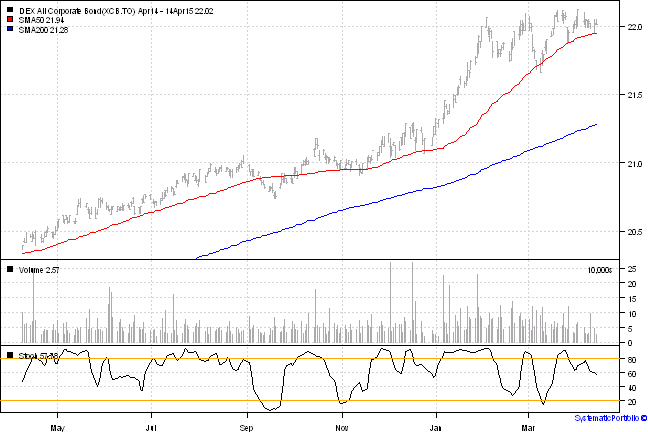 DEX All Corporate Bond(XCB.TO) Apr14 - 14Apr15 22.02
SMA50 21.94
SMA200 21.28
22.0
21.5
21.0
20.5
Volume 2.57
10,000s
25
20
15
10
5
0
80
60
40
20
May Jul Sep Nov Jan Mar
SystematicPortfolio ©